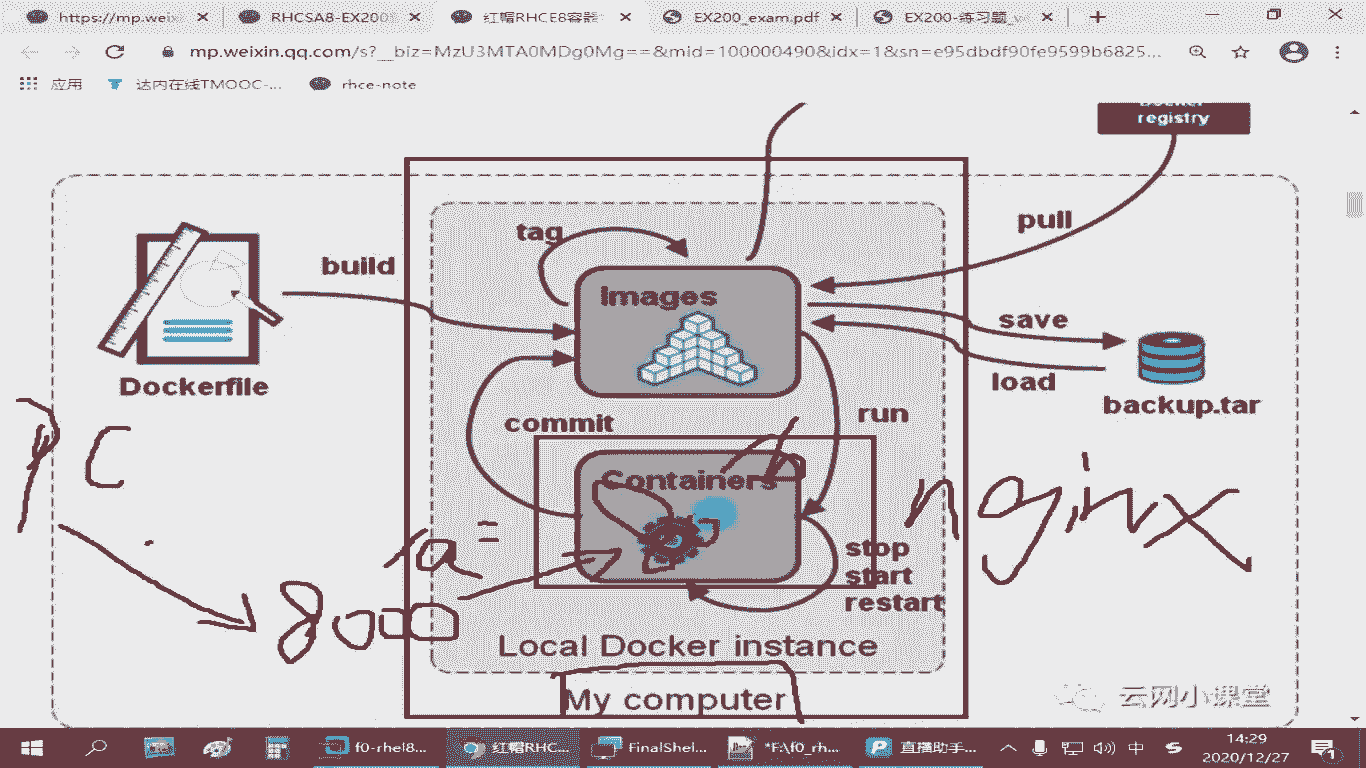 https://mp.weixi
RHCSA8-EX200
红帽RHCE8容器
EX200_exam.pdf
EX200-练习题_v
mp.weixin.qq.com/s?__biz=MzU3MTA0MDg0Mg==&mid=100000490&idx=1&sn=e95dbdf90fe9599b6825...
应用
达内在线TMOOC-...
rhce-note
registry
tag
pull
build
Images
save
load
Dockerfile
backup.tar
commit
run
PC
Containers
nginx
stop
start
restart
8000
Local Docker instance
My computer
云网小课堂
f0-rhel8...
红帽RHC...
FinalShel...
*F:\f0_rh...
直播助手...
中
14:29
2020/12/27
1